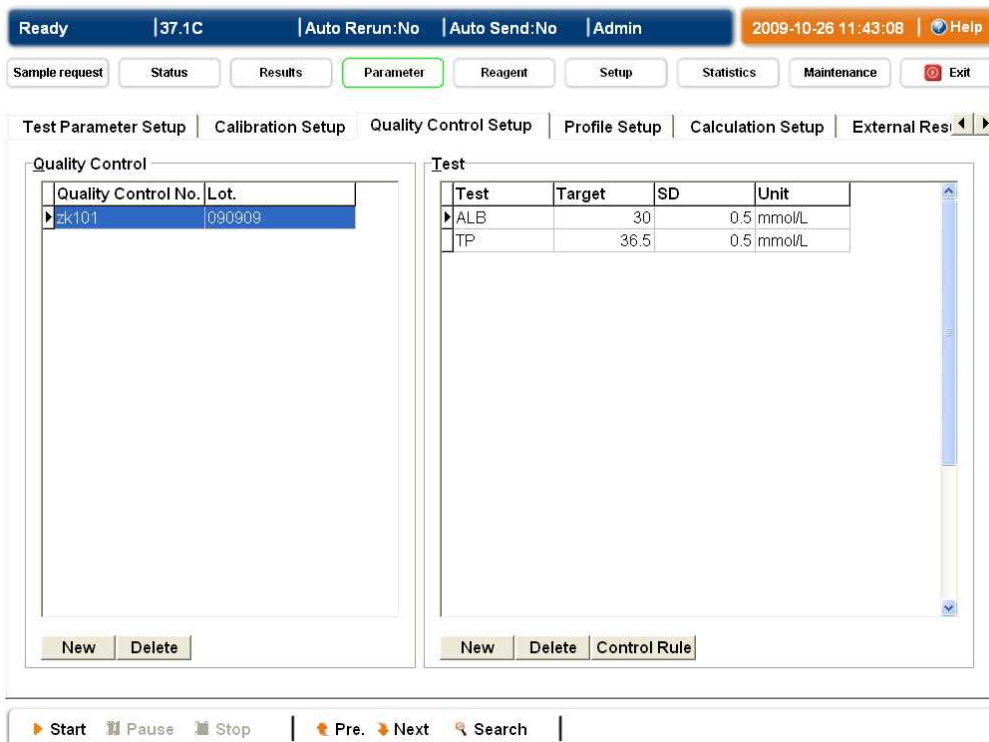 Ready |37.1C |Auto Rerun:No |Auto Send:No |Admin 2009-10-26 11:43:08 | Help
Sample request Status Results Parameter Reagent Setup Statistics Maintenance Exit
Test Parameter Setup | Calibration Setup Quality Control Setup | Profile Setup | Calculation Setup | External Res
Quality Control Test
Quality Control No. Lot. Test Target SD Unit
zk101 090909 ALB 30 0.5 mmol/L
TP 36.5 0.5 mmol/L
New Delete New Delete Control Rule
Start Pause Stop | Pre. Next Search |